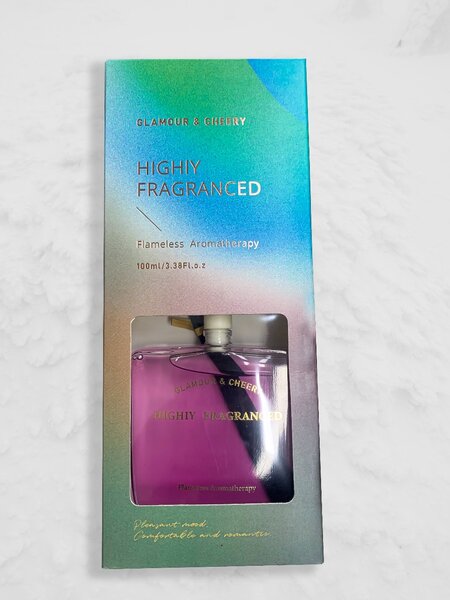 GLAMOUR & CHEERY
HIGHIY
FRAGRANCED
Flameless Aromatherapy
100ml/3.38Fl.o.z
GLAMOUR & CHEERY
HIGHIY FRAGRANCED
Flameless Aromatherapy
Pleasant mood.
Comfortable and romantic